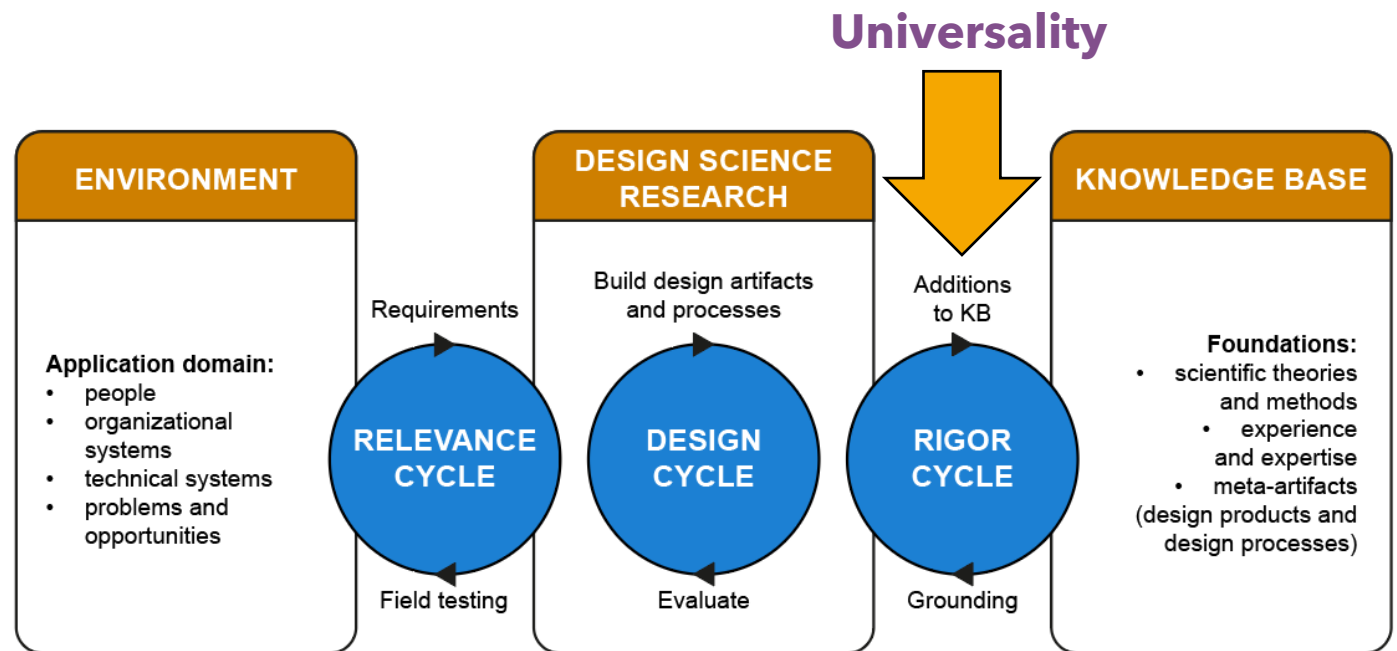 Universality
ENVIRONMENT
DESIGN SCIENCE
RESEARCH
KNOWLEDGE BASE
Application domain:
• people
• organizational
systems
• technical systems
• problems and
opportunities
Requirements
RELEVANCE
CYCLE
Field testing
Build design artifacts
and processes
DESIGN
CYCLE
Evaluate
Additions
to KB
RIGOR
CYCLE
Grounding
Foundations:
• scientific theories
and methods
• experience
and expertise
• meta-artifacts
(design products and
design processes)